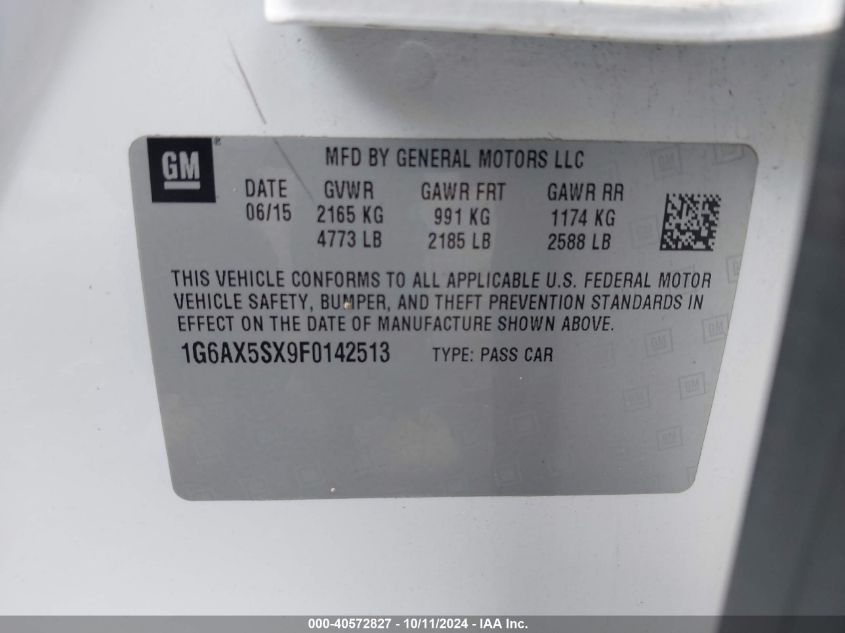 GM ® MFD BY GENERAL MOTORS LLC
DATE GVWR GAWR FRT GAWR RR
06/15 2165 KG 991 KG 1174 KG
4773 LB 2185 LB 2588 LB
THIS VEHICLE CONFORMS TO ALL APPLICABLE U.S. FEDERAL MOTOR
VEHICLE SAFETY, BUMPER, AND THEFT PREVENTION STANDARDS IN
EFFECT ON THE DATE OF MANUFACTURE SHOWN ABOVE.
1G6AX5SX9F0142513 TYPE: PASS CAR
000-40572827 - 10/11/2024 - IAA, Inc.